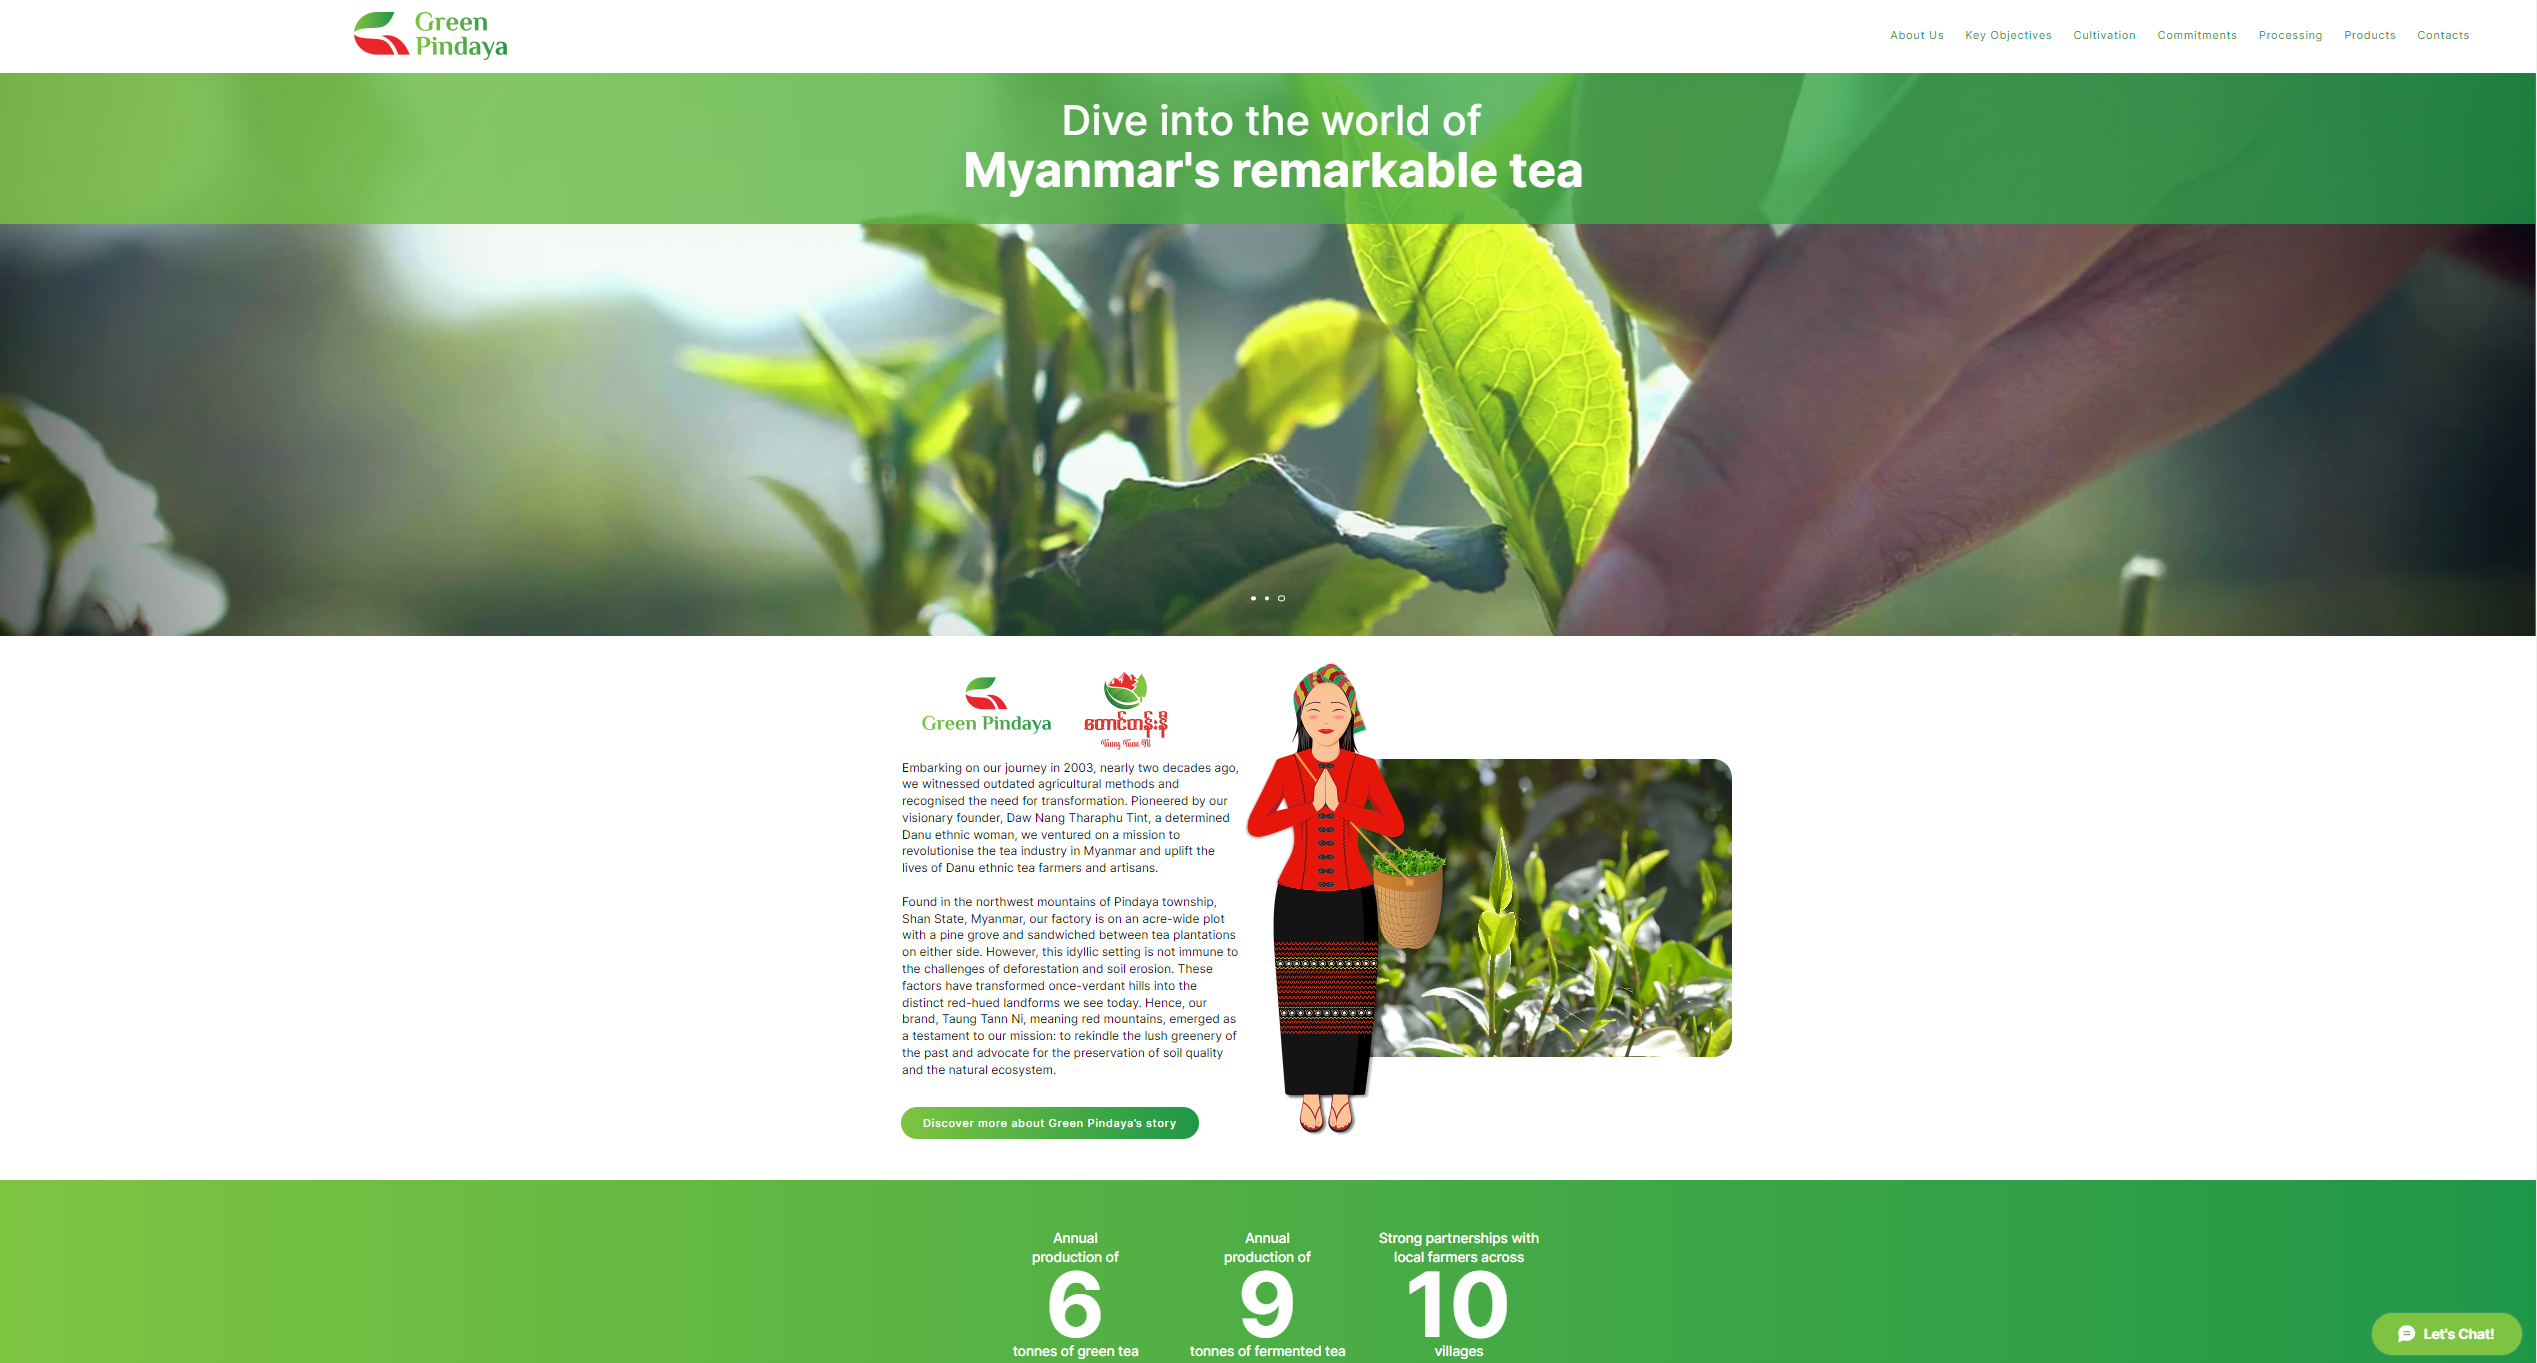 Green
Pindaya
About Us
Key Objectives
Cultivation
Commitments
Processing
Products
Contacts
Dive into the world of
Myanmar's remarkable tea
Green Pindaya
တောင်တန်းနီ
Taung Tann Ni
Embarking on our journey in 2003, nearly two decades ago,
we witnessed outdated agricultural methods and
recognised the need for transformation. Pioneered by our
visionary founder, Daw Nang Tharaphu Tint, a determined
Danu ethnic woman, we ventured on a mission to
revolutionise the tea industry in Myanmar and uplift the
lives of Danu ethnic tea farmers and artisans.
Found in the northwest mountains of Pindaya township,
Shan State, Myanmar, our factory is on an acre-wide plot
with a pine grove and sandwiched between tea plantations
on either side. However, this idyllic setting is not immune to
the challenges of deforestation and soil erosion. These
factors have transformed once-verdant hills into the
distinct red-hued landforms we see today. Hence, our
brand, Taung Tann Ni, meaning red mountains, emerged as
a testament to our mission: to rekindle the lush greenery of
the past and advocate for the preservation of soil quality
and the natural ecosystem.
Discover more about Green Pindaya's story
Annual
production of
6
tonnes of green tea
Annual
production of
9
tonnes of fermented tea
Strong partnerships with
local farmers across
10
villages
Let's Chat!